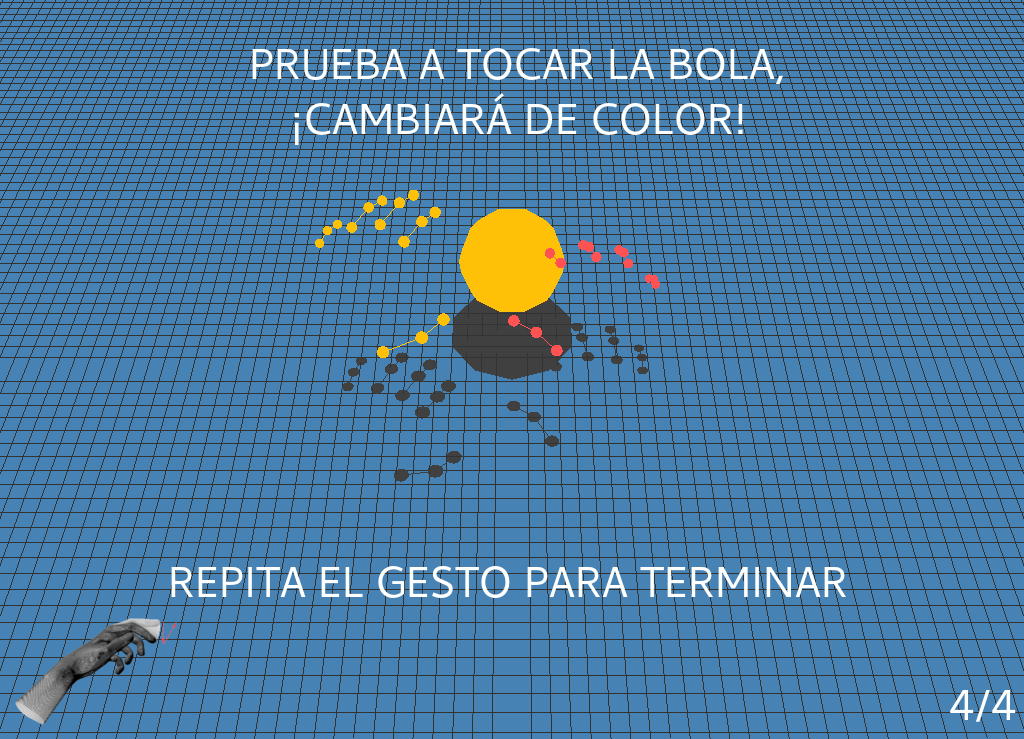 PRUEBA A TOCAR LA BOLA,
¡CAMBIARÁ DE COLOR!
REPITA EL GESTO PARA TERMINAR
4/4